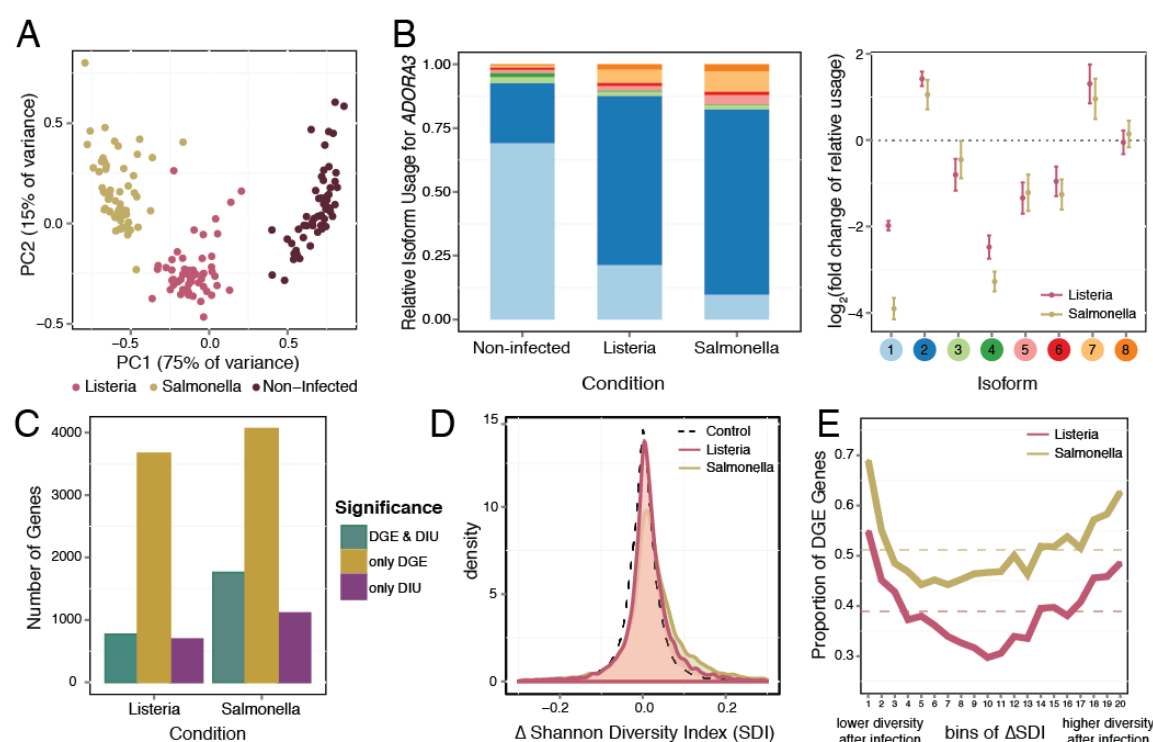 A
PC2 (15% of variance)
0.5
0.0
−0.5
−0.5
0.0
0.5
PC1 (75% of variance)
Listeria
Salmonella
Non−Infected
B
Relative Isoform Usage for ADORA3
1.00
0.75
0.50
0.25
0.00
Non-infected
Listeria
Salmonella
Condition
log2(fold change of relative usage)
2
0
−2
−4
Listeria
Salmonella
1
2
3
4
5
6
7
8
Isoform
C
Number of Genes
4000
3000
2000
1000
0
Listeria
Salmonella
Condition
Significance
DGE & DIU
only DGE
only DIU
D
density
15
10
5
0
Control
Listeria
Salmonella
−0.2
0.0
0.2
Δ Shannon Diversity Index (SDI)
E
Proportion of DGE Genes
0.7
0.6
0.5
0.4
0.3
Listeria
Salmonella
1 2 3 4 5 6 7 8 9 10 11 12 13 14 15 16 17 18 19 20
lower diversity
after infection
bins of ΔSDI
higher diversity
after infection